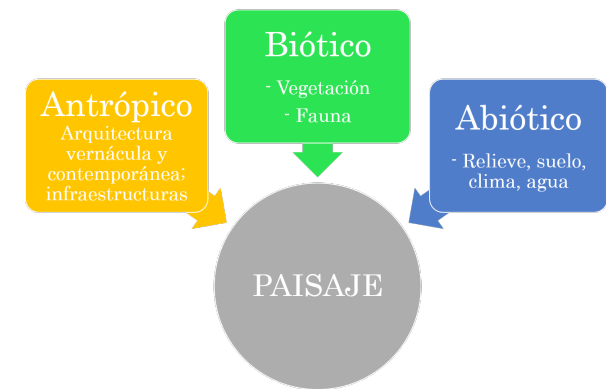 Antrópico
Arquitectura
vernácula y
contemporánea;
infraestructuras
Biótico
- Vegetación
- Fauna
Abiótico
- Relieve, suelo,
clima, agua
PAISAJE